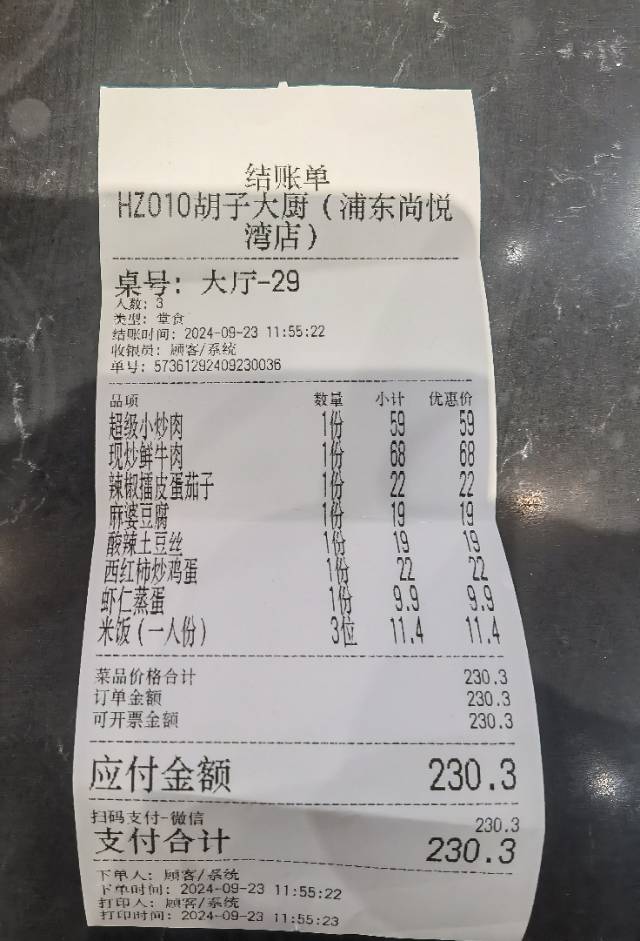 结账单
HZ010胡子大厨（浦东尚悦
湾店）
桌号: 大厅-29
人数: 3
类型: 堂食
结账时间: 2024-09-23 11:55:22
收银员: 顾客/系统
单号: 57361292409230036
品项 数量 小计 优惠价
超级小炒肉 1份 59 59
现炒鲜牛肉 1份 68 68
辣椒擂皮蛋茄子 1份 22 22
麻婆豆腐 1份 19 19
酸辣土豆丝 1份 19 19
西红柿炒鸡蛋 1份 22 22
虾仁蒸蛋 1份 9.9 9.9
米饭(一人份) 3位 11.4 11.4
菜品价格合计 230.3
订单金额 230.3
可开票金额 230.3
应付金额 230.3
扫码支付-微信 230.3
支付合计 230.3
下单人: 顾客/系统
下单时间: 2024-09-23 11:55:22
打印人: 顾客/系统
打印时间: 2024-09-23 11:55:23